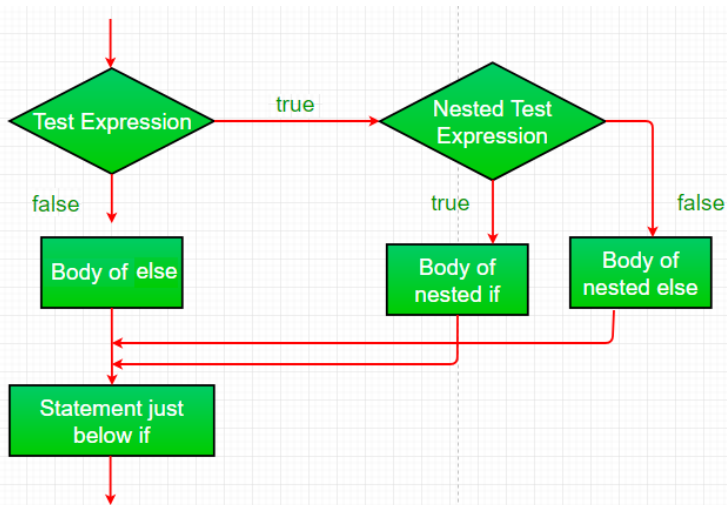 Test Expression
true
Nested Test
Expression
false
true
false
Body of else
Body of
nested if
Body of
nested else
Statement just
below if